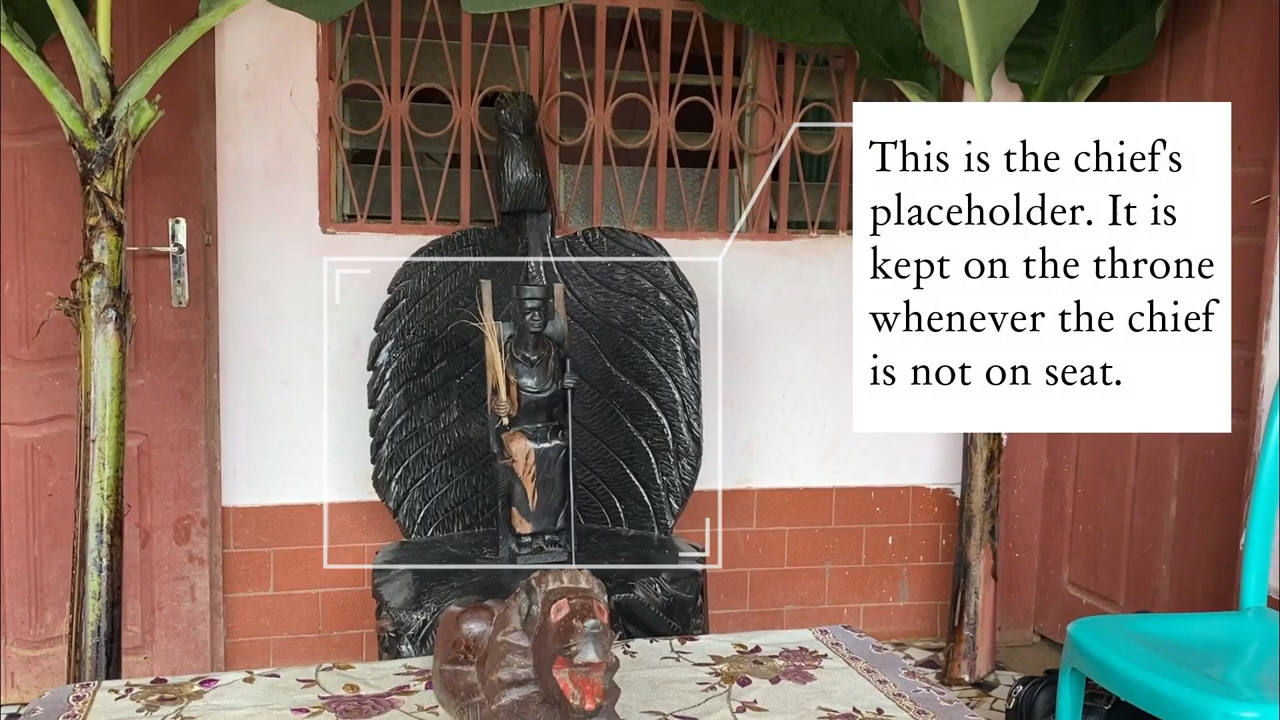 This is the chief's
placeholder. It is
kept on the throne
whenever the chief
is not on seat.